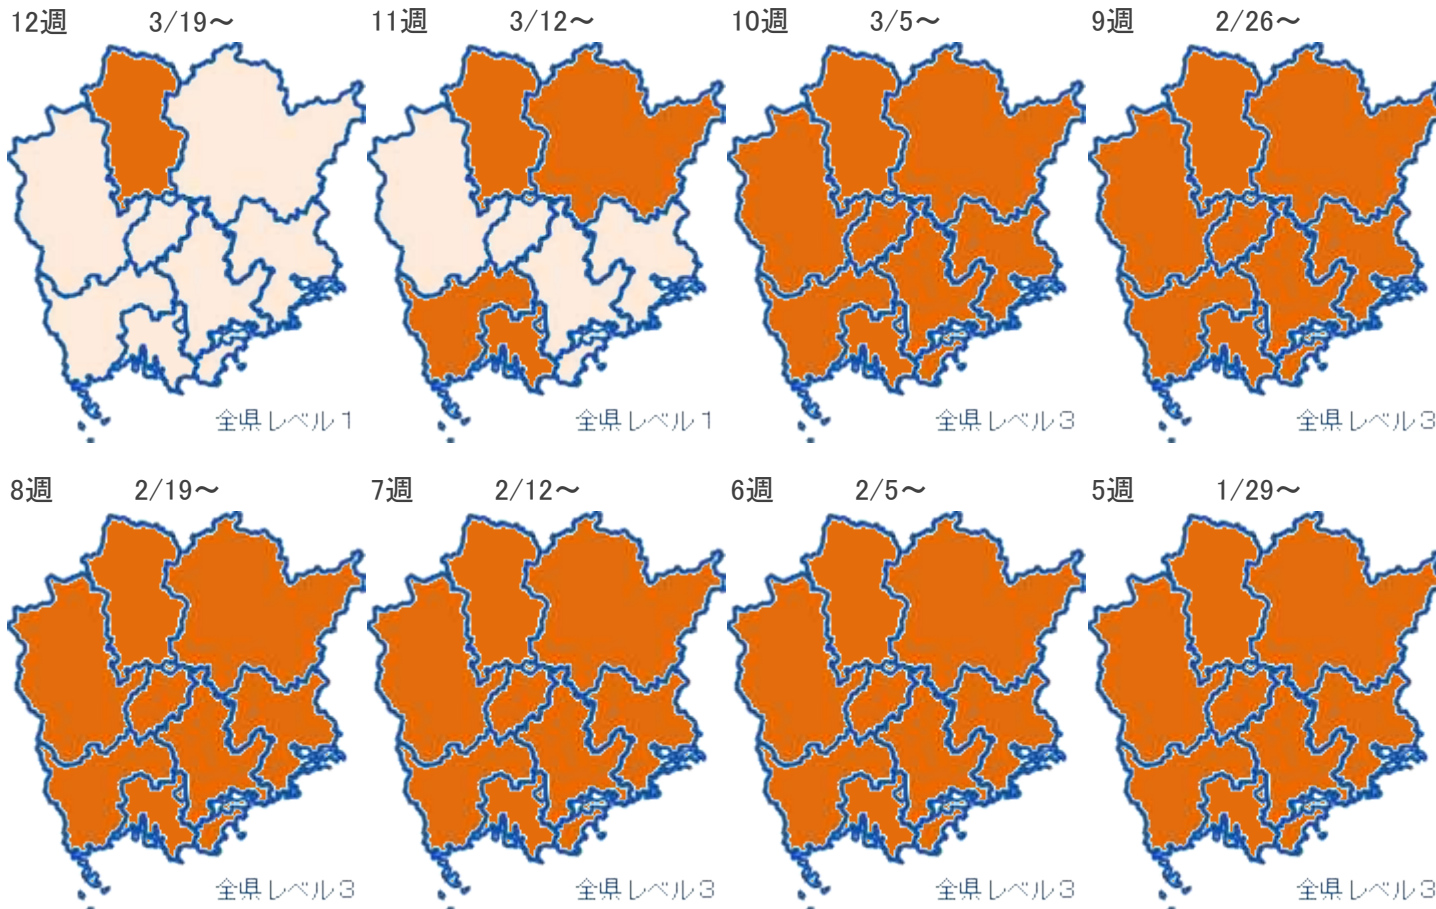 12週 3/19～
11週 3/12～
10週 3/5～
9週 2/26～
全県レベル1
全県レベル1
全県レベル3
全県レベル3
8週 2/19～
7週 2/12～
6週 2/5～
5週 1/29～
全県レベル3
全県レベル3
全県レベル3
全県レベル3